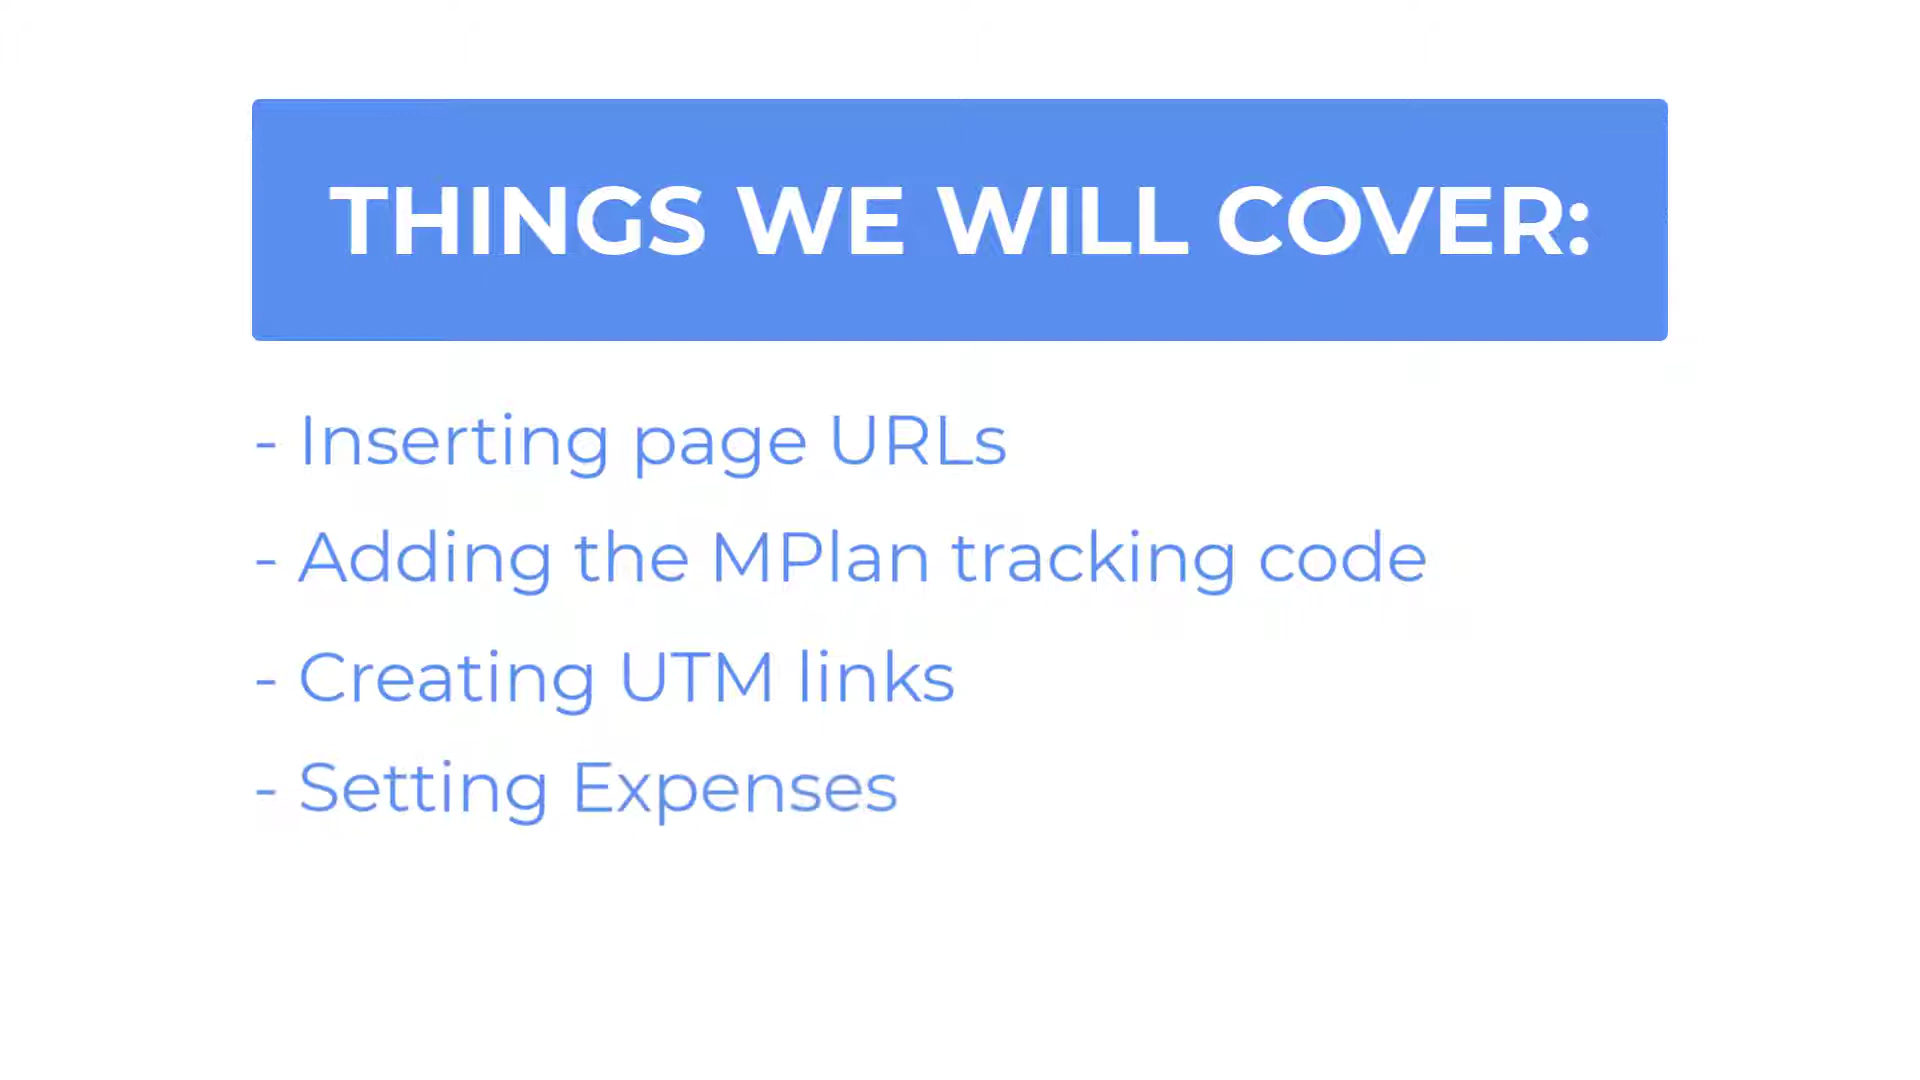 THINGS WE WILL COVER:
- Inserting page URLs
- Adding the MPlan tracking code
- Creating UTM links
- Setting Expenses